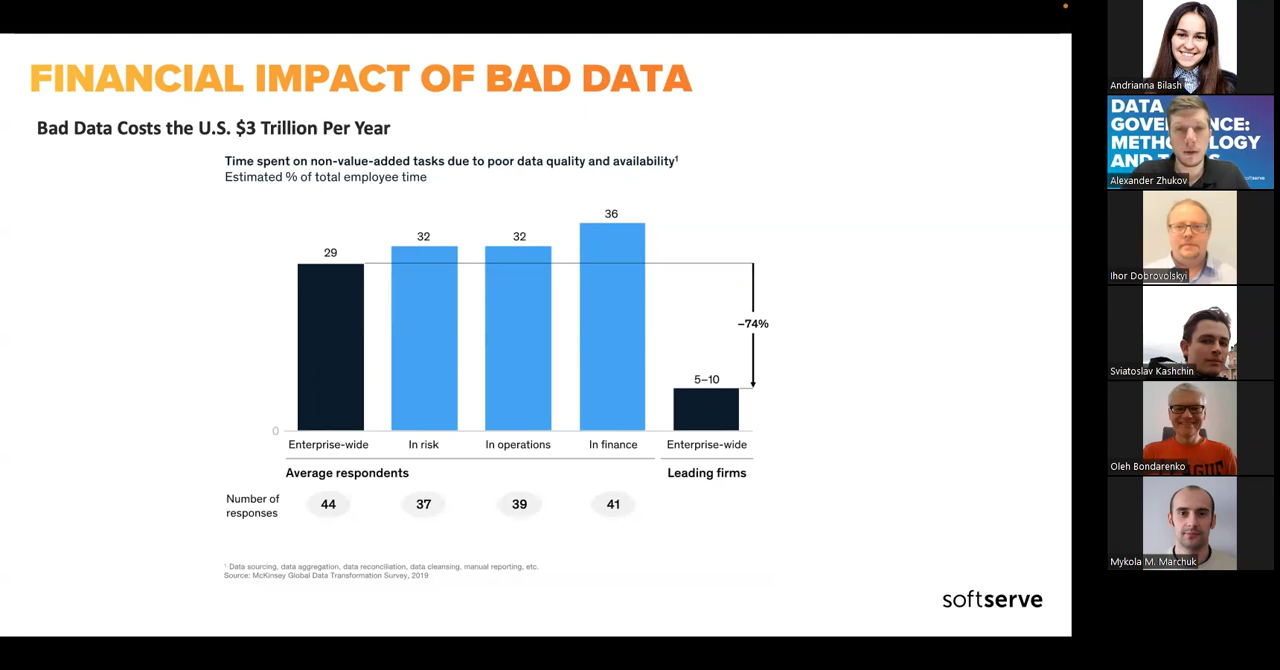 FINANCIAL IMPACT OF BAD DATA
Bad Data Costs the U.S. $3 Trillion Per Year
Time spent on non-value-added tasks due to poor data quality and availability¹
Estimated % of total employee time
29
32
32
36
5–10
–74%
0
Enterprise-wide
In risk
In operations
In finance
Enterprise-wide
Average respondents
Leading firms
Number of
responses
44
37
39
41
¹ Data sourcing, data aggregation, data reconciliation, data cleansing, manual reporting, etc.
Source: McKinsey Global Data Transformation Survey, 2019
softserve
Andrianna Bilash
DATA
Alexander Zhukov
Ihor Dobrovolskyi
Sviatoslav Kashchin
Oleh Bondarenko
Mykola M. Marchuk